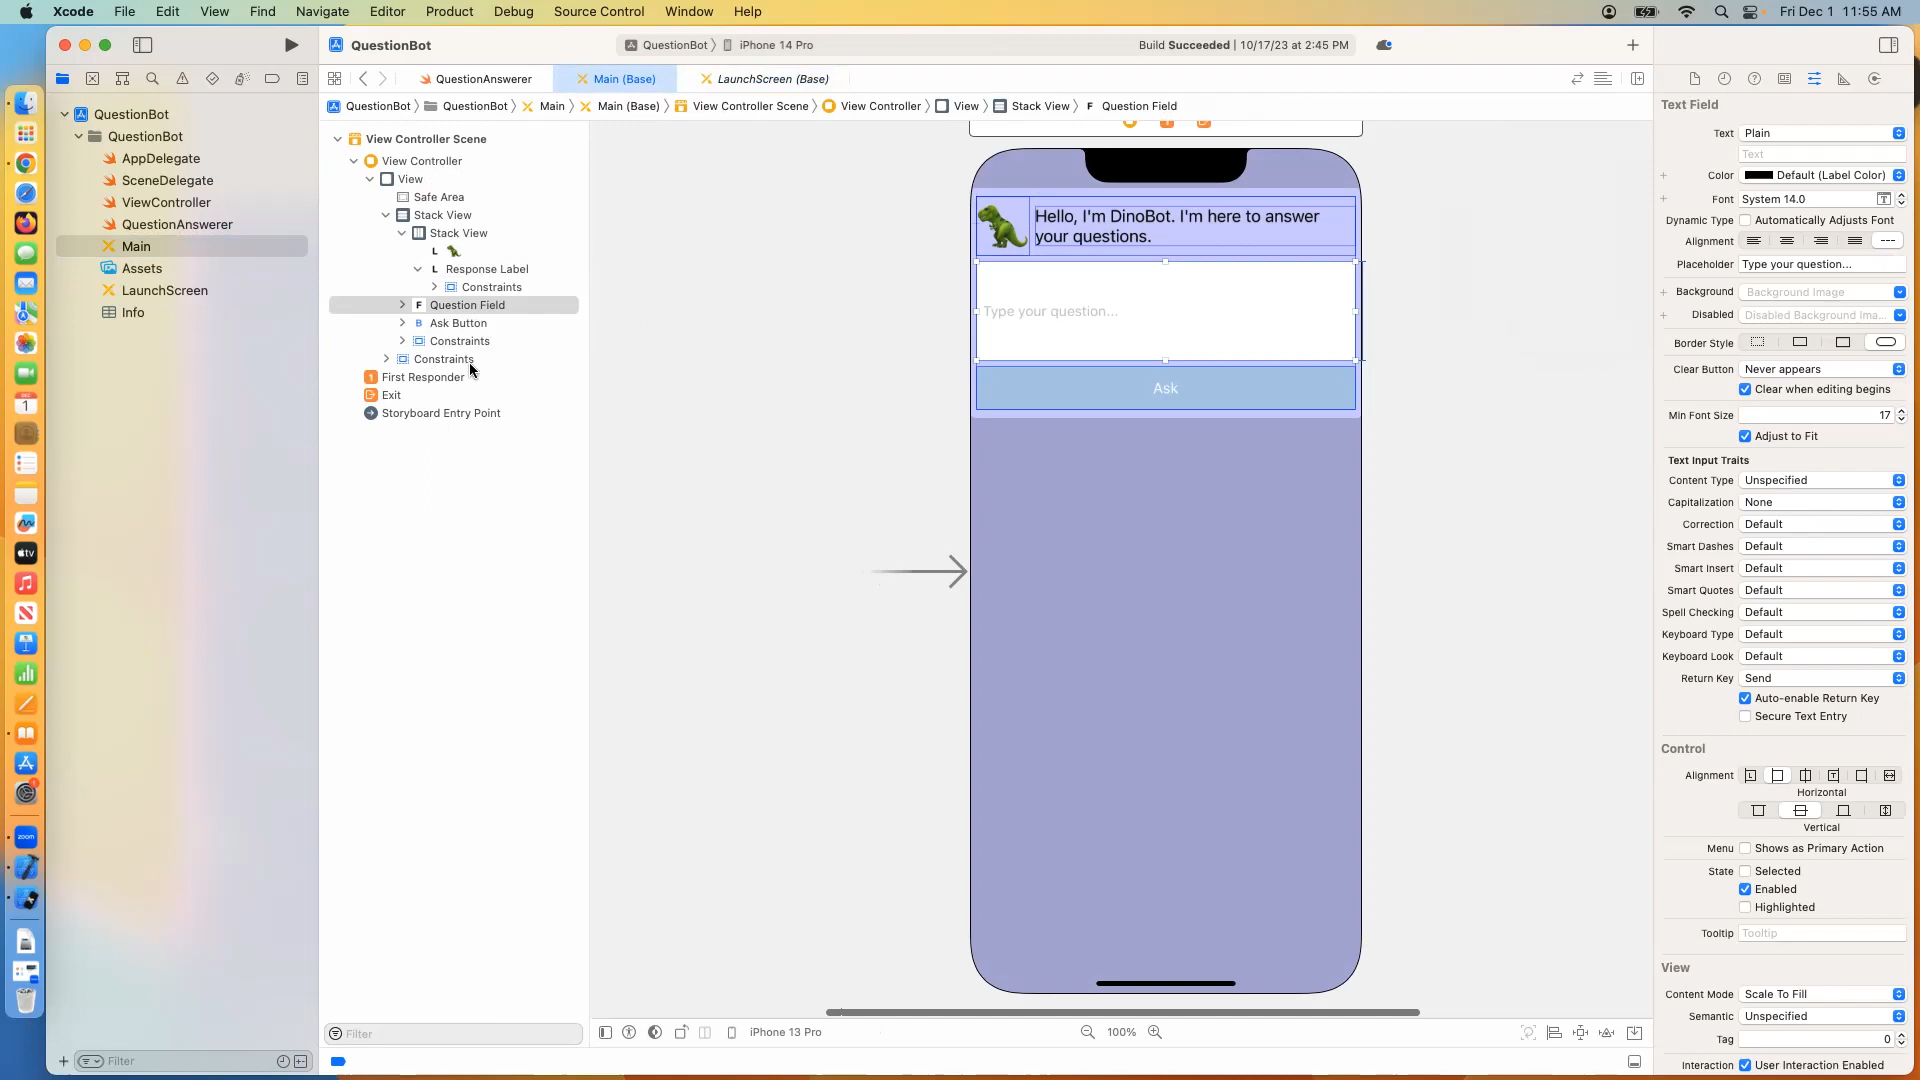 Xcode File Edit View Find Navigate Editor Product Debug Source Control Window Help Fri Dec 1 11:55 AM
QuestionBot QuestionBot iPhone 14 Pro Build Succeeded | 10/17/23 at 2:45 PM
QuestionAnswerer Main (Base) LaunchScreen (Base)
QuestionBot QuestionBot Main Main (Base) View Controller Scene View Controller View Stack View F Question Field
QuestionBot
QuestionBot
AppDelegate
SceneDelegate
ViewController
QuestionAnswerer
Main
Assets
LaunchScreen
Info
Filter
View Controller Scene
View Controller
View
Safe Area
Stack View
Stack View
L
L Response Label
Constraints
F Question Field
B Ask Button
Constraints
Constraints
1 First Responder
Exit
Storyboard Entry Point
Filter
Hello, I'm DinoBot. I'm here to answer
your questions.
Type your question...
Ask
iPhone 13 Pro 100%
Text Field
Text Plain
Text
Color Default (Label Color)
Font System 14.0
Dynamic Type Automatically Adjusts Font
Alignment
Placeholder Type your question...
Background Background Image
Disabled Disabled Background Ima...
Border Style
Clear Button Never appears
Clear when editing begins
Min Font Size 17
Adjust to Fit
Text Input Traits
Content Type Unspecified
Capitalization None
Correction Default
Smart Dashes Default
Smart Insert Default
Smart Quotes Default
Spell Checking Default
Keyboard Type Default
Keyboard Look Default
Return Key Send
Auto-enable Return Key
Secure Text Entry
Control
Alignment
Horizontal
Vertical
Menu Shows as Primary Action
State Selected
Enabled
Highlighted
Tooltip Tooltip
View
Content Mode Scale To Fill
Semantic Unspecified
Tag 0
Interaction User Interaction Enabled
zoom
tv
1